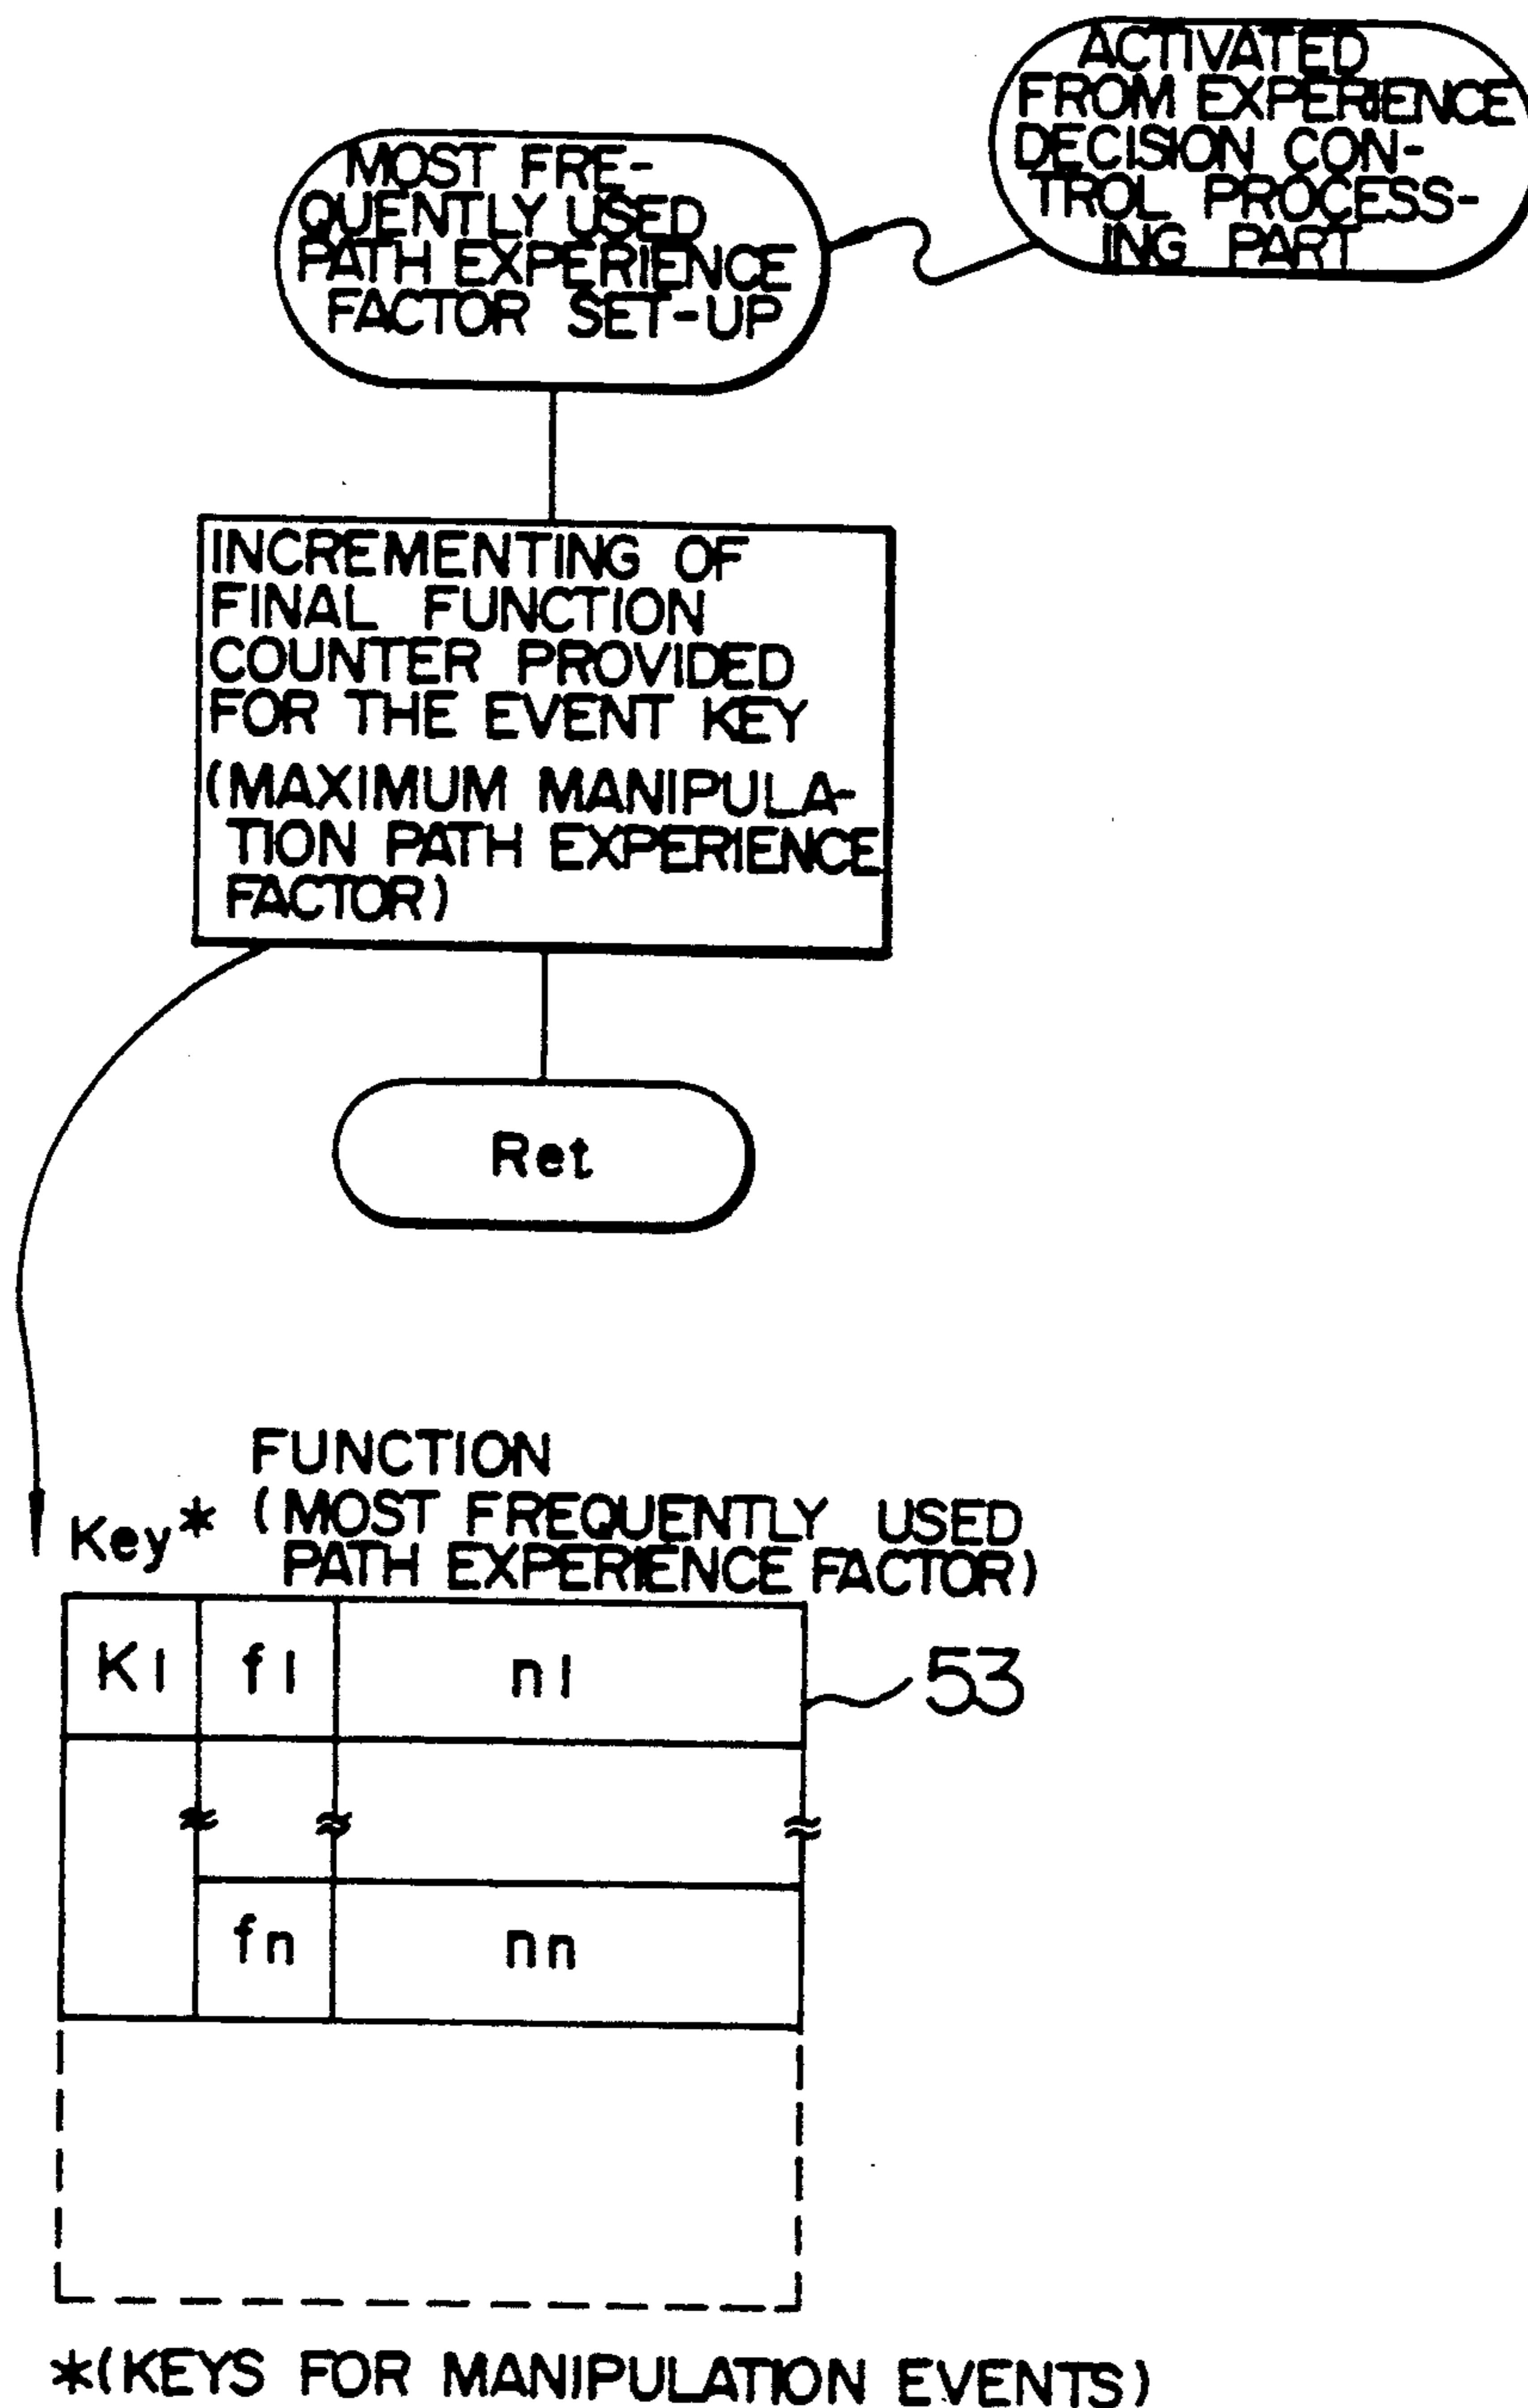 ACTIVATED
FROM EXPERIENCE
DECISION CON-
TROL PROCESS-
ING PART
MOST FRE-
QUENTLY USED
PATH EXPERIENCE
FACTOR SET-UP
INCREMENTING OF
FINAL FUNCTION
COUNTER PROVIDED
FOR THE EVENT KEY
(MAXIMUM MANIPULA-
TION PATH EXPERIENCE
FACTOR)
Ret
FUNCTION
Key* (MOST FREQUENTLY USED
PATH EXPERIENCE FACTOR)
K1 f1 n1
53
fn nn
*(KEYS FOR MANIPULATION EVENTS)